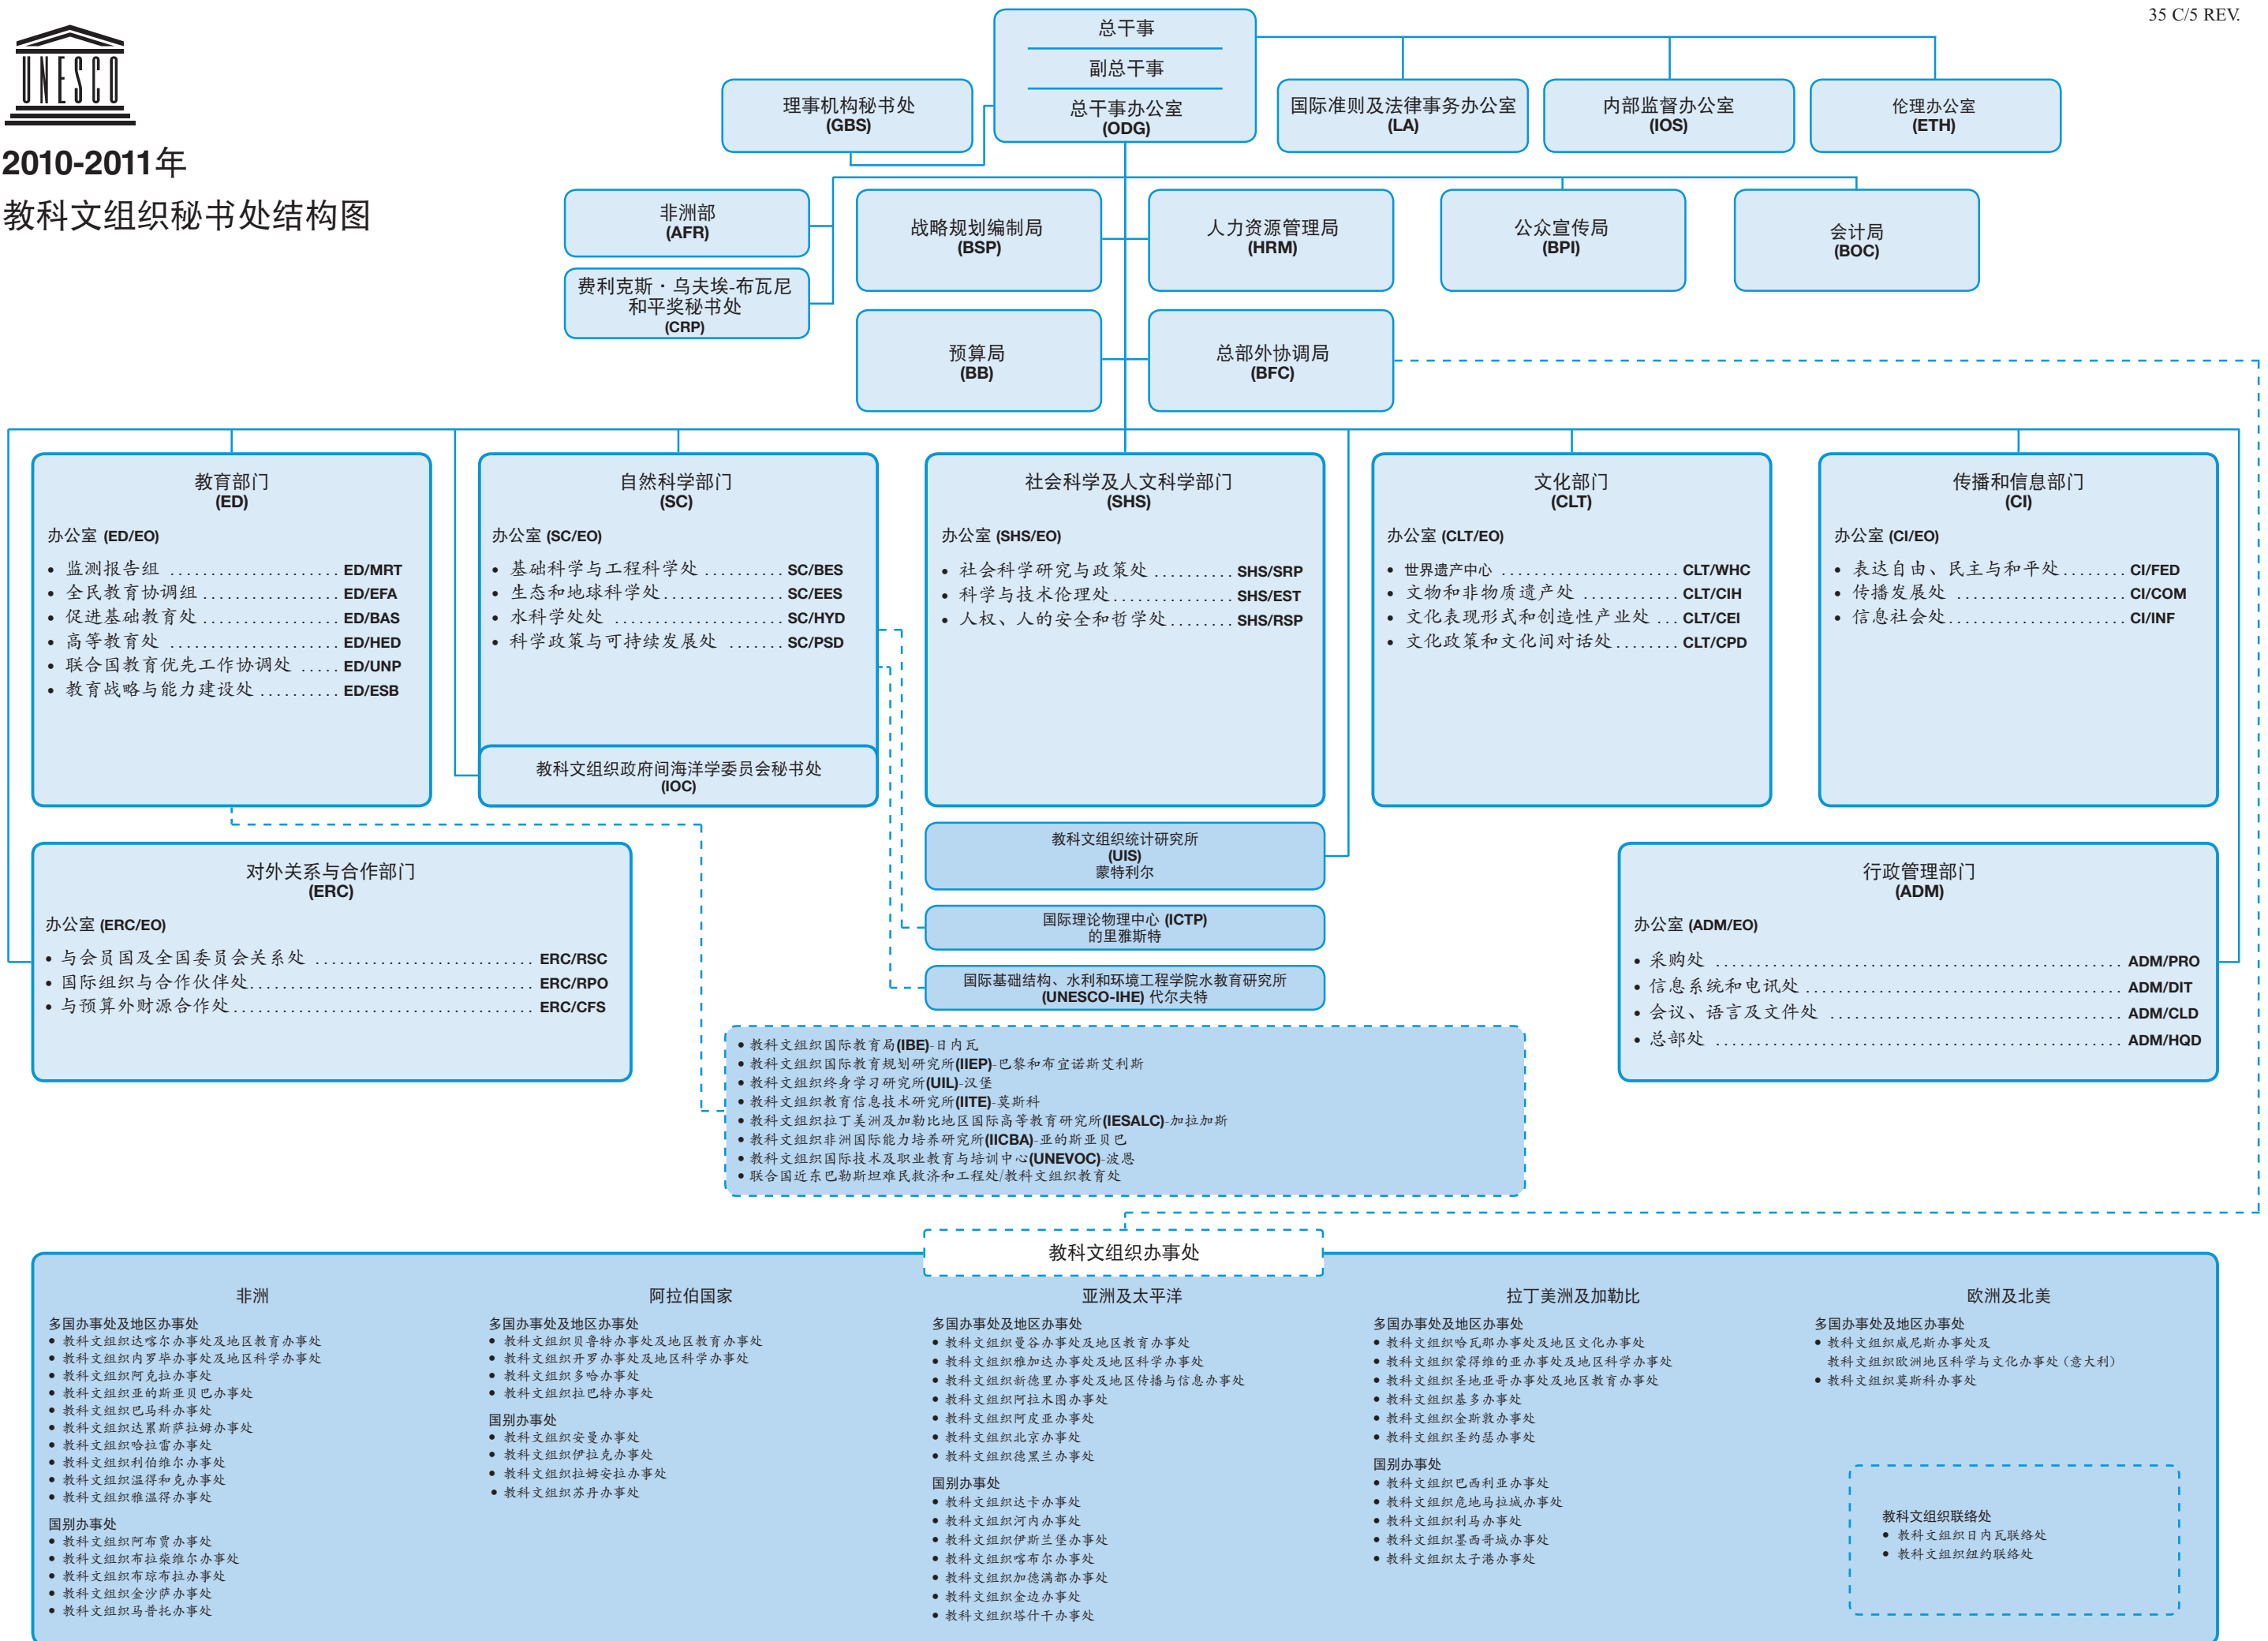 35 C/5 REV.
UNESCO
2010-2011年
教科文组织秘书处结构图
总干事
副总干事
总干事办公室
(ODG)
理事机构秘书处
(GBS)
国际准则及法律事务办公室
(LA)
内部监督办公室
(IOS)
伦理办公室
(ETH)
非洲部
(AFR)
费利克斯·乌夫埃-布瓦尼
和平奖秘书处
(CRP)
战略规划编制局
(BSP)
人力资源管理局
(HRM)
公众宣传局
(BPI)
会计局
(BOC)
预算局
(BB)
总部外协调局
(BFC)
教育部门
(ED)
办公室 (ED/EO)
• 监测报告组 ..................... ED/MRT
• 全民教育协调组 ................. ED/EFA
• 促进基础教育处 ................. ED/BAS
• 高等教育处 ..................... ED/HED
• 联合国教育优先工作协调处 ..... ED/UNP
• 教育战略与能力建设处 .......... ED/ESB
自然科学部门
(SC)
办公室 (SC/EO)
• 基础科学与工程科学处 .......... SC/BES
• 生态和地球科学处............... SC/EES
• 水科学处处 ..................... SC/HYD
• 科学政策与可持续发展处 ....... SC/PSD
教科文组织政府间海洋学委员会秘书处
(IOC)
社会科学及人文科学部门
(SHS)
办公室 (SHS/EO)
• 社会科学研究与政策处 .......... SHS/SRP
• 科学与技术伦理处............... SHS/EST
• 人权、人的安全和哲学处......... SHS/RSP
文化部门
(CLT)
办公室 (CLT/EO)
• 世界遗产中心 ...................... CLT/WHC
• 文物和非物质遗产处 ............. CLT/CIH
• 文化表现形式和创造性产业处 .... CLT/CEI
• 文化政策和文化间对话处........ CLT/CPD
传播和信息部门
(CI)
办公室 (CI/EO)
• 表达自由、民主与和平处........ CI/FED
• 传播发展处 ..................... CI/COM
• 信息社会处...................... CI/INF
对外关系与合作部门
(ERC)
办公室 (ERC/EO)
• 与会员国及全国委员会关系处 ........................... ERC/RSC
• 国际组织与合作伙伴处................................... ERC/RPO
• 与预算外财源合作处..................................... ERC/CFS
教科文组织统计研究所
(UIS)
蒙特利尔
国际理论物理中心 (ICTP)
的里雅斯特
国际基础结构、水利和环境工程学院水教育研究所
(UNESCO-IHE) 代尔夫特
行政管理部门
(ADM)
办公室 (ADM/EO)
• 采购处 .................................................. ADM/PRO
• 信息系统和电讯处....................................... ADM/DIT
• 会议、语言及文件处 .................................... ADM/CLD
• 总部处 .................................................. ADM/HQD
• 教科文组织国际教育局(IBE)-日内瓦
• 教科文组织国际教育规划研究所(IIEP)-巴黎和布宜诺斯艾利斯
• 教科文组织终身学习研究所(UIL)-汉堡
• 教科文组织教育信息技术研究所(IITE)-莫斯科
• 教科文组织拉丁美洲及加勒比地区国际高等教育研究所(IESALC)-加拉加斯
• 教科文组织非洲国际能力培养研究所(IICBA)-亚的斯亚贝巴
• 教科文组织国际技术及职业教育与培训中心(UNEVOC)-波恩
• 联合国近东巴勒斯坦难民救济和工程处/教科文组织教育处
教科文组织办事处
非洲
多国办事处及地区办事处
• 教科文组织达喀尔办事处及地区教育办事处
• 教科文组织内罗毕办事处及地区科学办事处
• 教科文组织阿克拉办事处
• 教科文组织亚的斯亚贝巴办事处
• 教科文组织巴马科办事处
• 教科文组织达累斯萨拉姆办事处
• 教科文组织哈拉雷办事处
• 教科文组织利伯维尔办事处
• 教科文组织温得和克办事处
• 教科文组织雅温得办事处
国别办事处
• 教科文组织阿布贾办事处
• 教科文组织布拉柴维尔办事处
• 教科文组织布琼布拉办事处
• 教科文组织金沙萨办事处
• 教科文组织马普托办事处
阿拉伯国家
多国办事处及地区办事处
• 教科文组织贝鲁特办事处及地区教育办事处
• 教科文组织开罗办事处及地区科学办事处
• 教科文组织多哈办事处
• 教科文组织拉巴特办事处
国别办事处
• 教科文组织安曼办事处
• 教科文组织伊拉克办事处
• 教科文组织拉姆安拉办事处
• 教科文组织苏丹办事处
亚洲及太平洋
多国办事处及地区办事处
• 教科文组织曼谷办事处及地区教育办事处
• 教科文组织雅加达办事处及地区科学办事处
• 教科文组织新德里办事处及地区传播与信息办事处
• 教科文组织阿拉木图办事处
• 教科文组织阿皮亚办事处
• 教科文组织北京办事处
• 教科文组织德黑兰办事处
国别办事处
• 教科文组织达卡办事处
• 教科文组织河内办事处
• 教科文组织伊斯兰堡办事处
• 教科文组织喀布尔办事处
• 教科文组织加德满都办事处
• 教科文组织金边办事处
• 教科文组织塔什干办事处
拉丁美洲及加勒比
多国办事处及地区办事处
• 教科文组织哈瓦那办事处及地区文化办事处
• 教科文组织蒙得维的亚办事处及地区科学办事处
• 教科文组织圣地亚哥办事处及地区教育办事处
• 教科文组织基多办事处
• 教科文组织金斯敦办事处
• 教科文组织圣约瑟办事处
国别办事处
• 教科文组织巴西利亚办事处
• 教科文组织危地马拉城办事处
• 教科文组织利马办事处
• 教科文组织墨西哥城办事处
• 教科文组织太子港办事处
欧洲及北美
多国办事处及地区办事处
• 教科文组织威尼斯办事处及
教科文组织欧洲地区科学与文化办事处（意大利）
• 教科文组织莫斯科办事处
教科文组织联络处
• 教科文组织日内瓦联络处
• 教科文组织纽约联络处